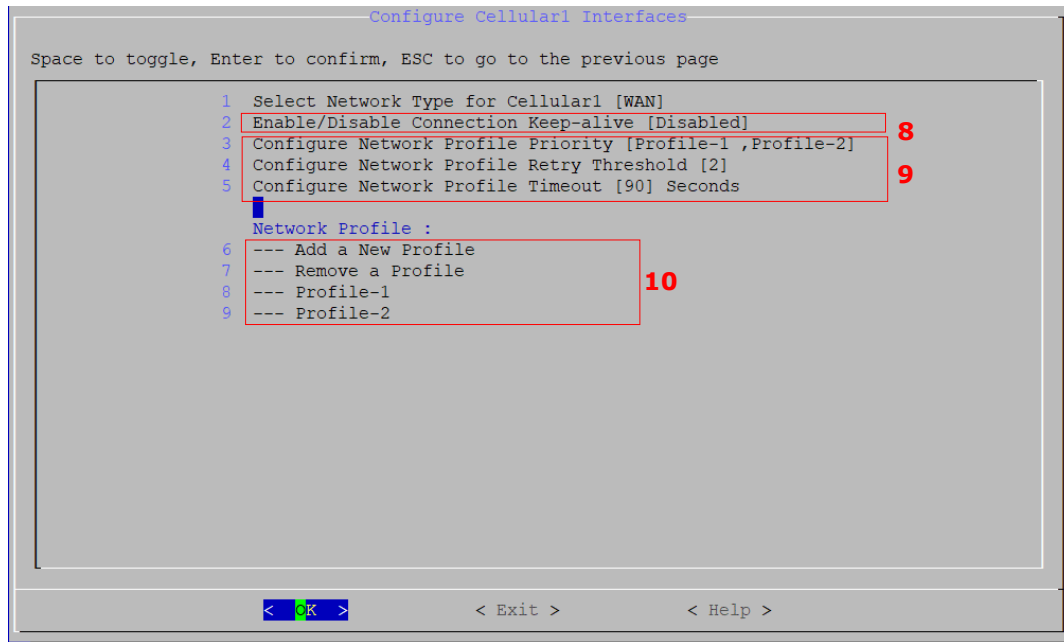 Configure Cellular1 Interfaces
Space to toggle, Enter to confirm, ESC to go to the previous page
1 Select Network Type for Cellular1 [WAN]
2 Enable/Disable Connection Keep-alive [Disabled] 8
3 Configure Network Profile Priority [Profile-1 ,Profile-2]
4 Configure Network Profile Retry Threshold [2] 9
5 Configure Network Profile Timeout [90] Seconds
Network Profile :
6 --- Add a New Profile
7 --- Remove a Profile
8 --- Profile-1 10
9 --- Profile-2
< OK > < Exit > < Help >